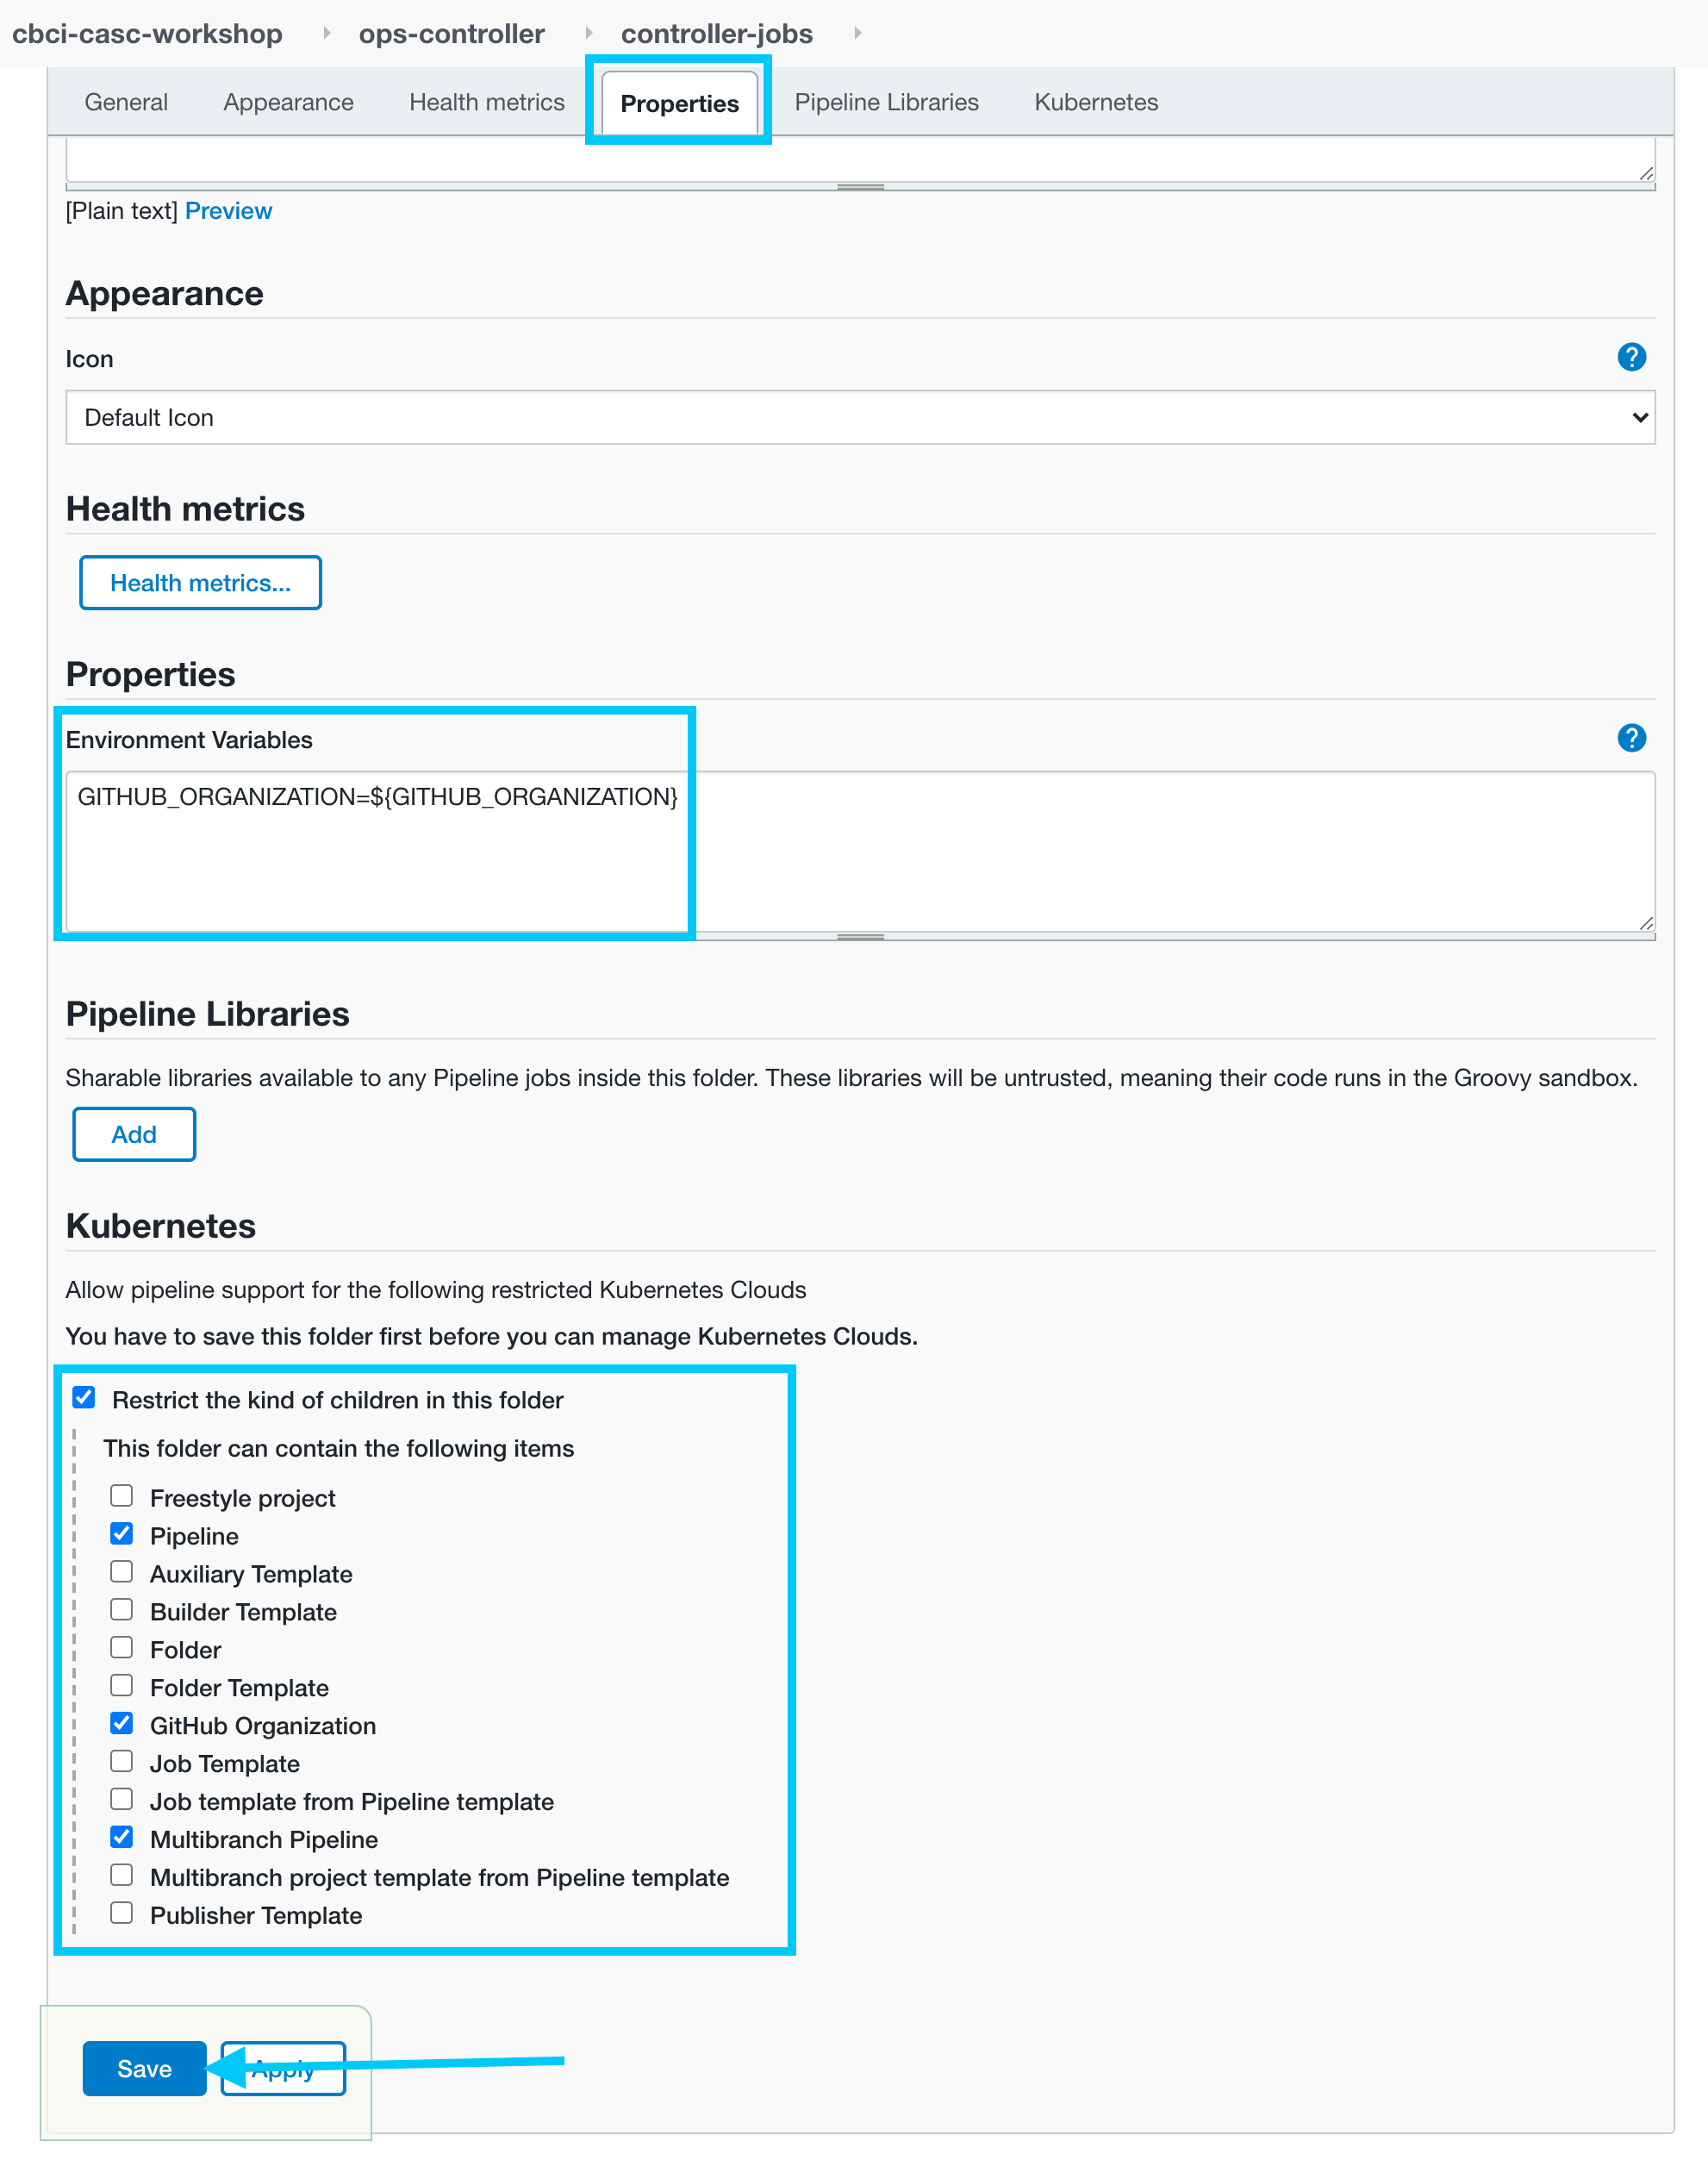 cbci-casc-workshop ops-controller controller-jobs
General Appearance Health metrics Properties Pipeline Libraries Kubernetes
[Plain text] Preview
Appearance
Icon
?
Default Icon
Health metrics
Health metrics...
Properties
Environment Variables
?
GITHUB_ORGANIZATION=${GITHUB_ORGANIZATION}
Pipeline Libraries
Sharable libraries available to any Pipeline jobs inside this folder. These libraries will be untrusted, meaning their code runs in the Groovy sandbox.
Add
Kubernetes
Allow pipeline support for the following restricted Kubernetes Clouds
You have to save this folder first before you can manage Kubernetes Clouds.
Restrict the kind of children in this folder
This folder can contain the following items
Freestyle project
Pipeline
Auxiliary Template
Builder Template
Folder
Folder Template
GitHub Organization
Job Template
Job template from Pipeline template
Multibranch Pipeline
Multibranch project template from Pipeline template
Publisher Template
Save Apply